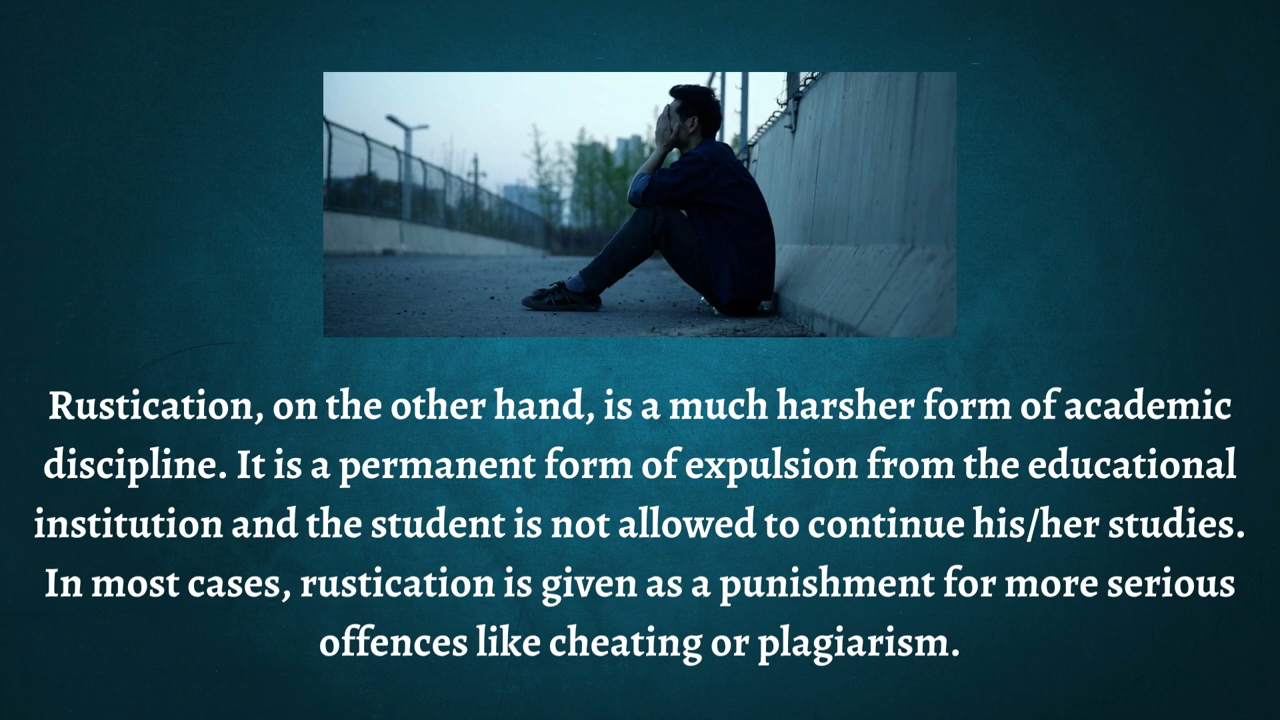 Rustication, on the other hand, is a much harsher form of academic
discipline. It is a permanent form of expulsion from the educational
institution and the student is not allowed to continue his/her studies.
In most cases, rustication is given as a punishment for more serious
offences like cheating or plagiarism.